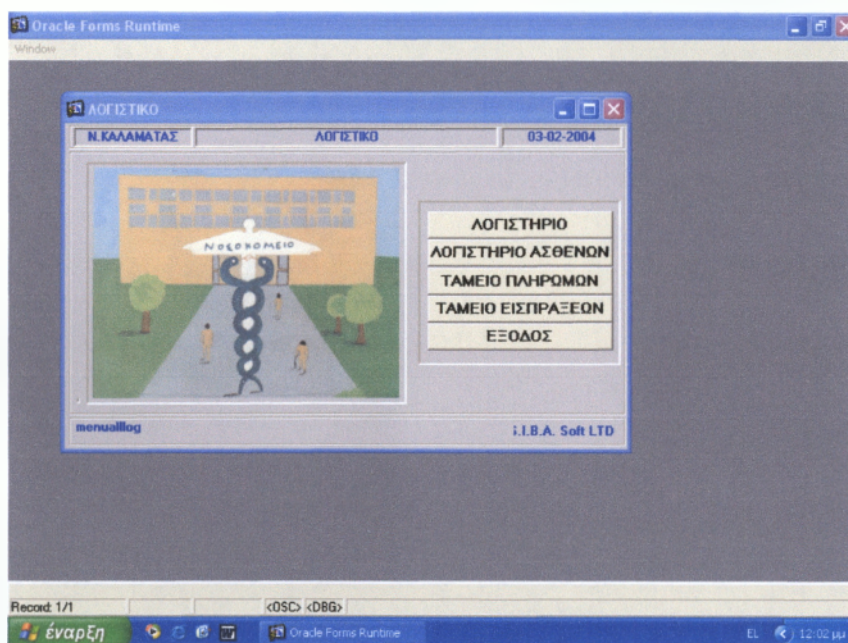 Oracle Forms Runtime
Window
ΛΟΓΙΣΤΙΚΟ
Ν.ΚΑΛΑΜΑΤΑΣ ΛΟΓΙΣΤΙΚΟ 03-02-2004
ΝΟΣΟΚΟΜΕΙΟ
ΛΟΓΙΣΤΗΡΙΟ
ΛΟΓΙΣΤΗΡΙΟ ΑΣΘΕΝΩΝ
ΤΑΜΕΙΟ ΠΛΗΡΩΜΩΝ
ΤΑΜΕΙΟ ΕΙΣΠΡΑΞΕΩΝ
ΕΞΟΔΟΣ
menualllog
i.I.B.A. Soft LTD
Record: 1/1 <OSC> <DBG>
έναρξη Oracle Forms Runtime EL 12:02 μμ